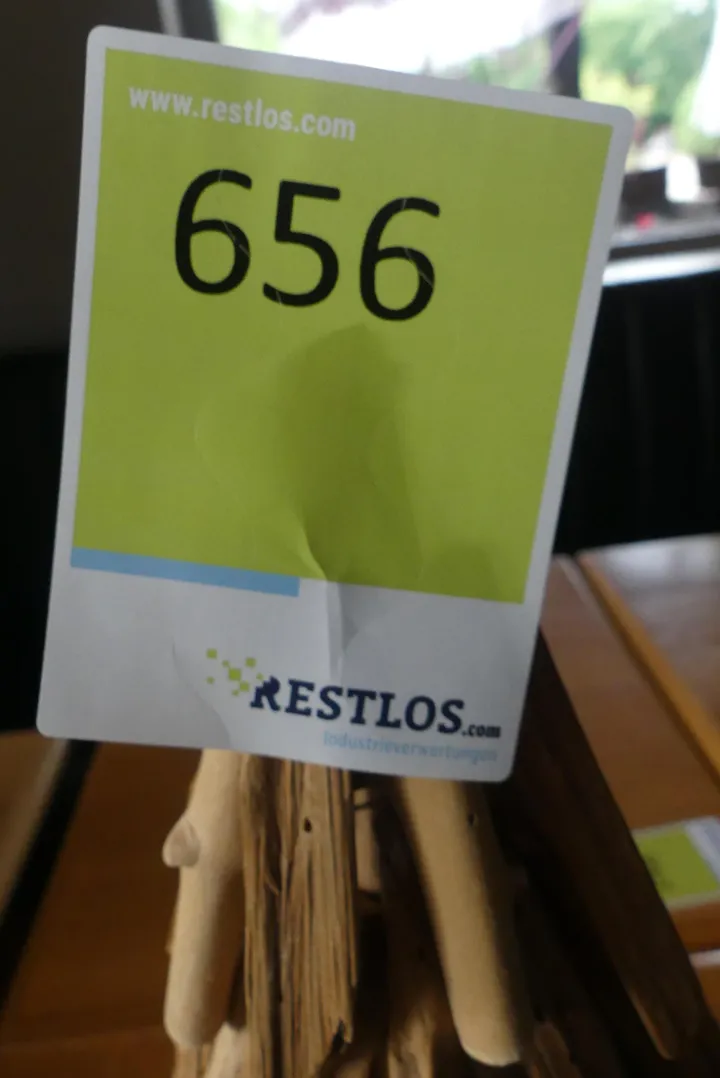 www.restlos.com
656
RESTLOS.com
Industrieverwertungen